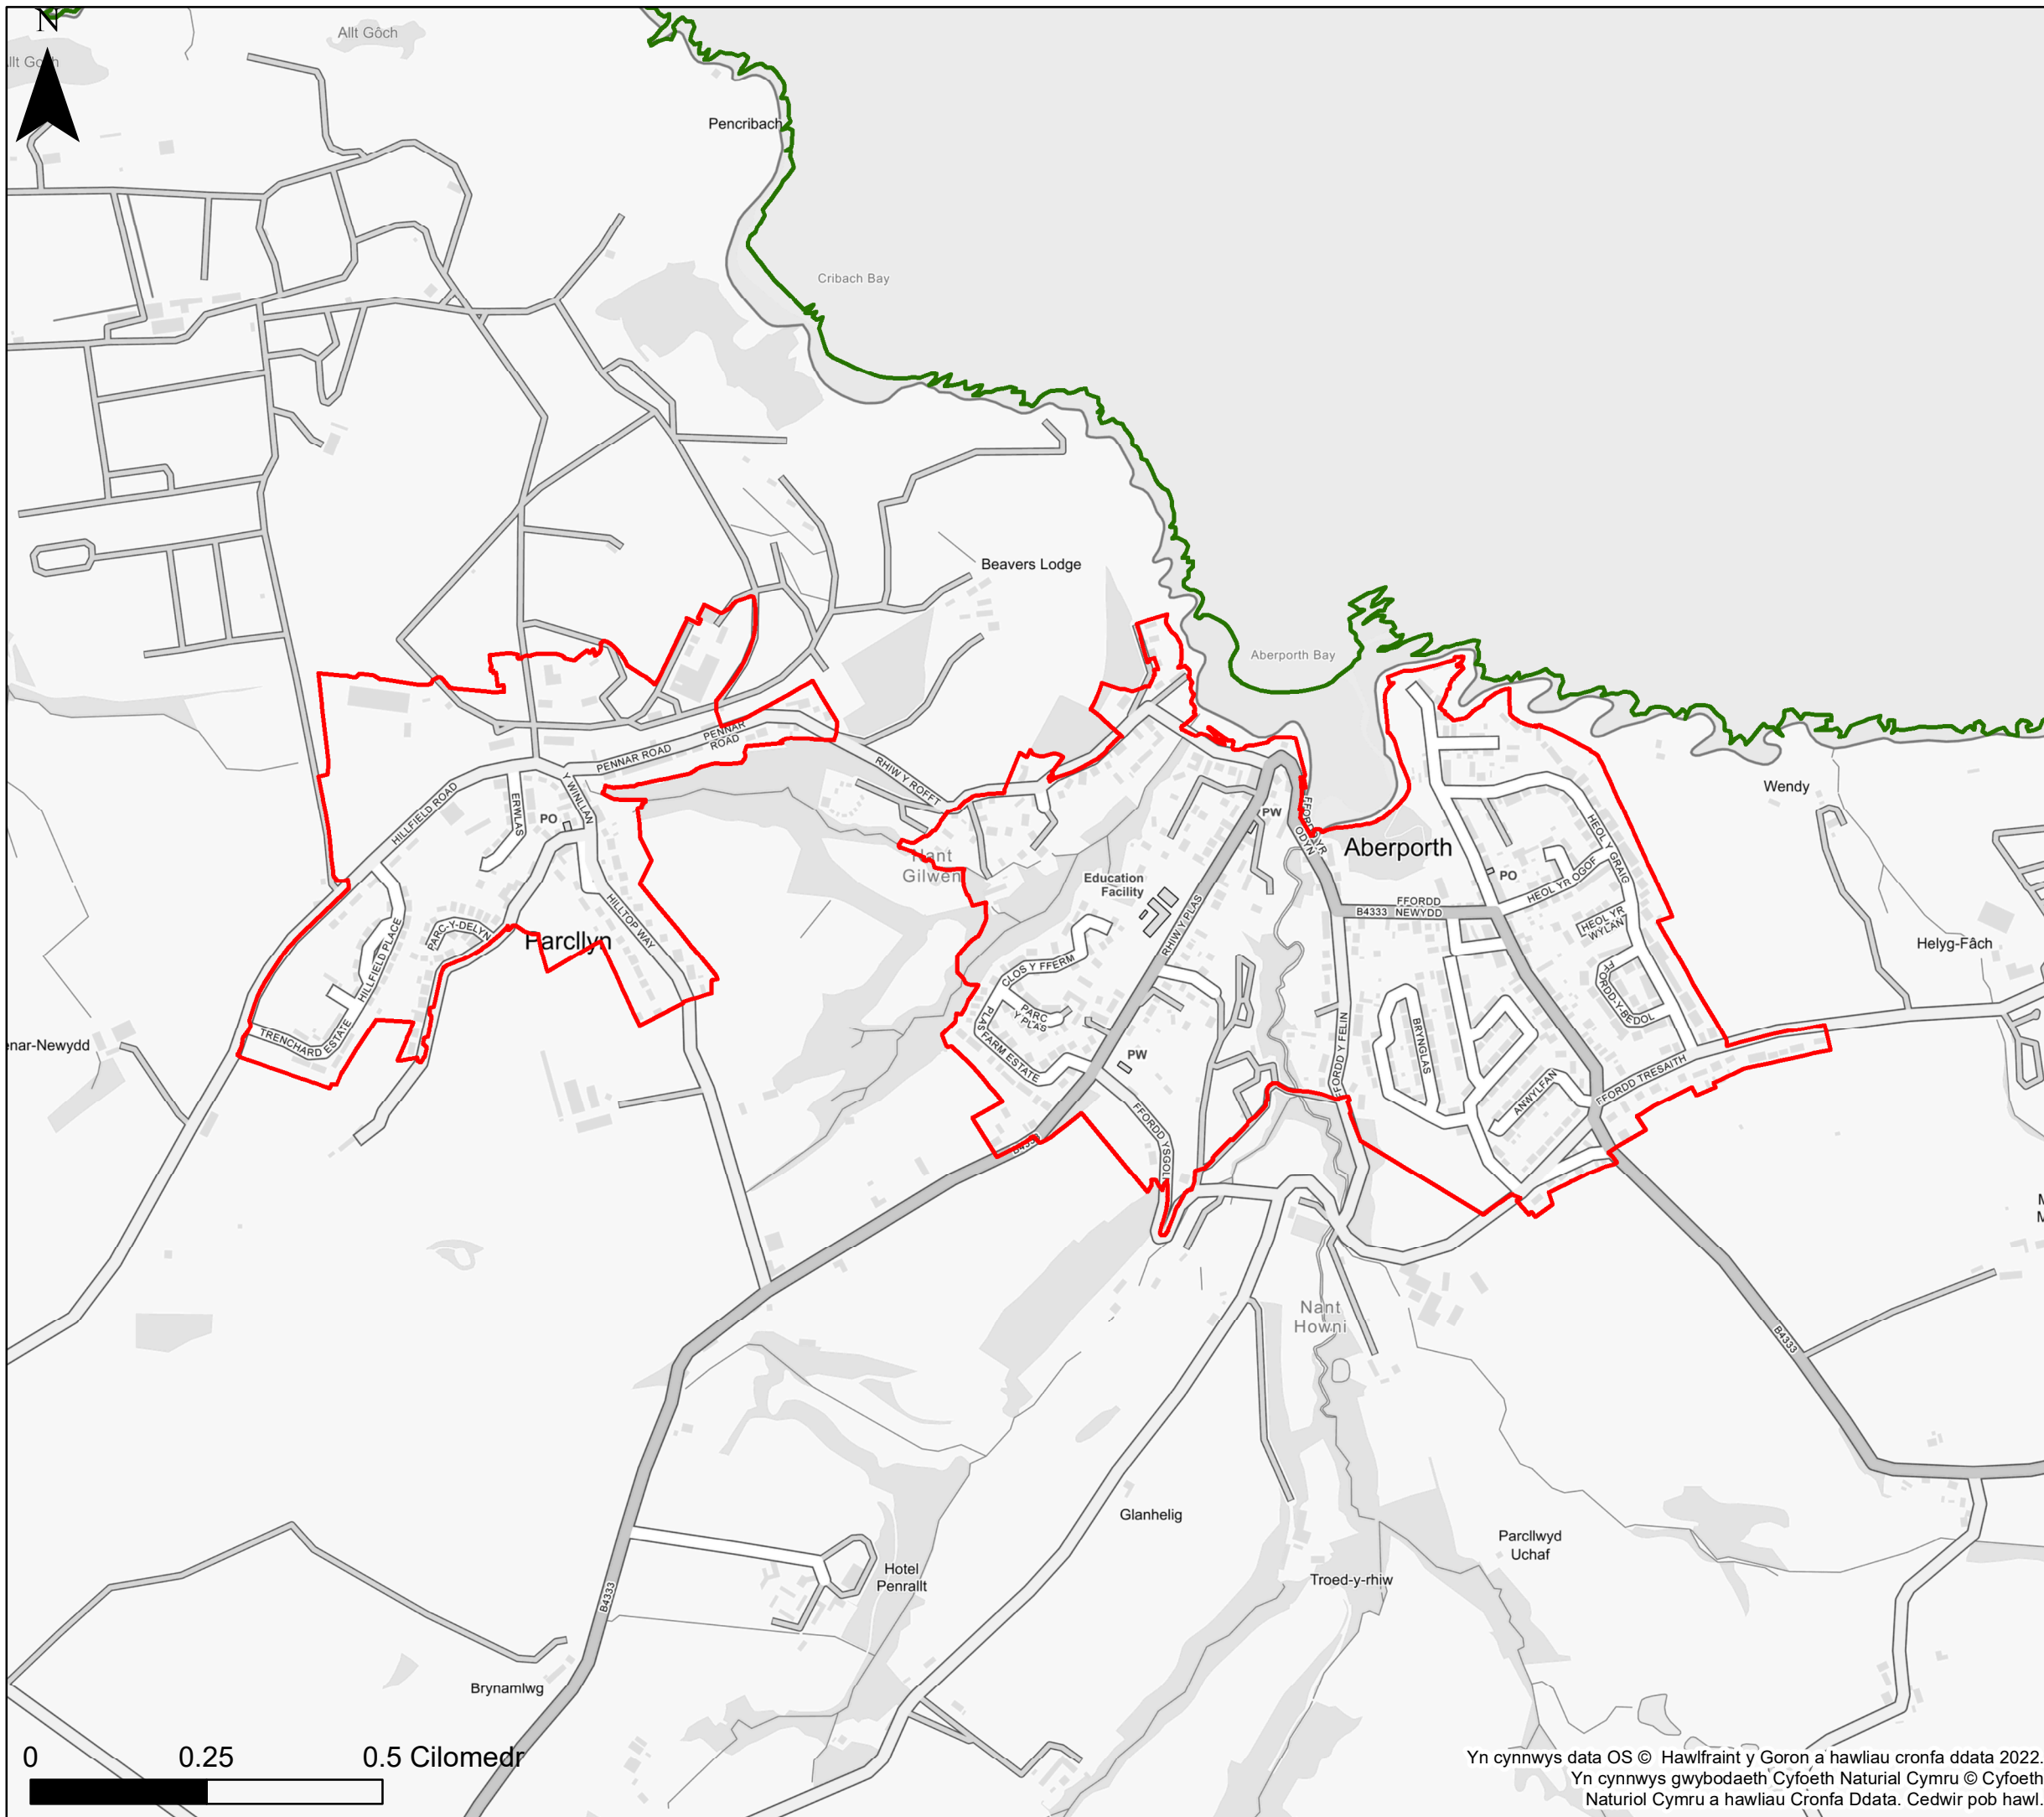 N
Allt Gôch
Pencribach
Cribach Bay
Beavers Lodge
Aberporth Bay
Wendy
PENNAR
ROAD
PENNAR ROAD
RHIW Y ROFFT
HILLFIELD ROAD
ERWLAS
Y WINLLAN
PO
Nant
Gilwen
PW
FFORDD YR
ODYN
Aberporth
Education
Facility
HEOL Y GRAIG
PO
HEOL YR OGOF
FFORDD
B4333 NEWYDD
HEOL YR
WYLAN
Helyg-Fâch
PARC-Y-DELYN
Parcllyn
HILLTOP WAY
HILLFIELD PLACE
RHIW Y PLAS
CLOS Y FFERM
PARC
Y PLAS
PLAS FARM ESTATE
FFORDD-Y-BEDOL
TRENCHARD ESTATE
enar-Newydd
PW
FFORDD Y FELIN
BRYNGLAS
ANWYLFAN
FFORDD TRESAITH
FFORDD YSGOL
Nant
Howni
B4333
Glanhelig
Parcllwyd
Uchaf
Hotel
Penrallt
Troed-y-rhiw
B4333
Brynamlwg
0 0.25 0.5 Cilomedr
Yn cynnwys data OS © Hawlfraint y Goron a hawliau cronfa ddata 2022.
Yn cynnwys gwybodaeth Cyfoeth Naturial Cymru © Cyfoeth
Naturiol Cymru a hawliau Cronfa Ddata. Cedwir pob hawl.